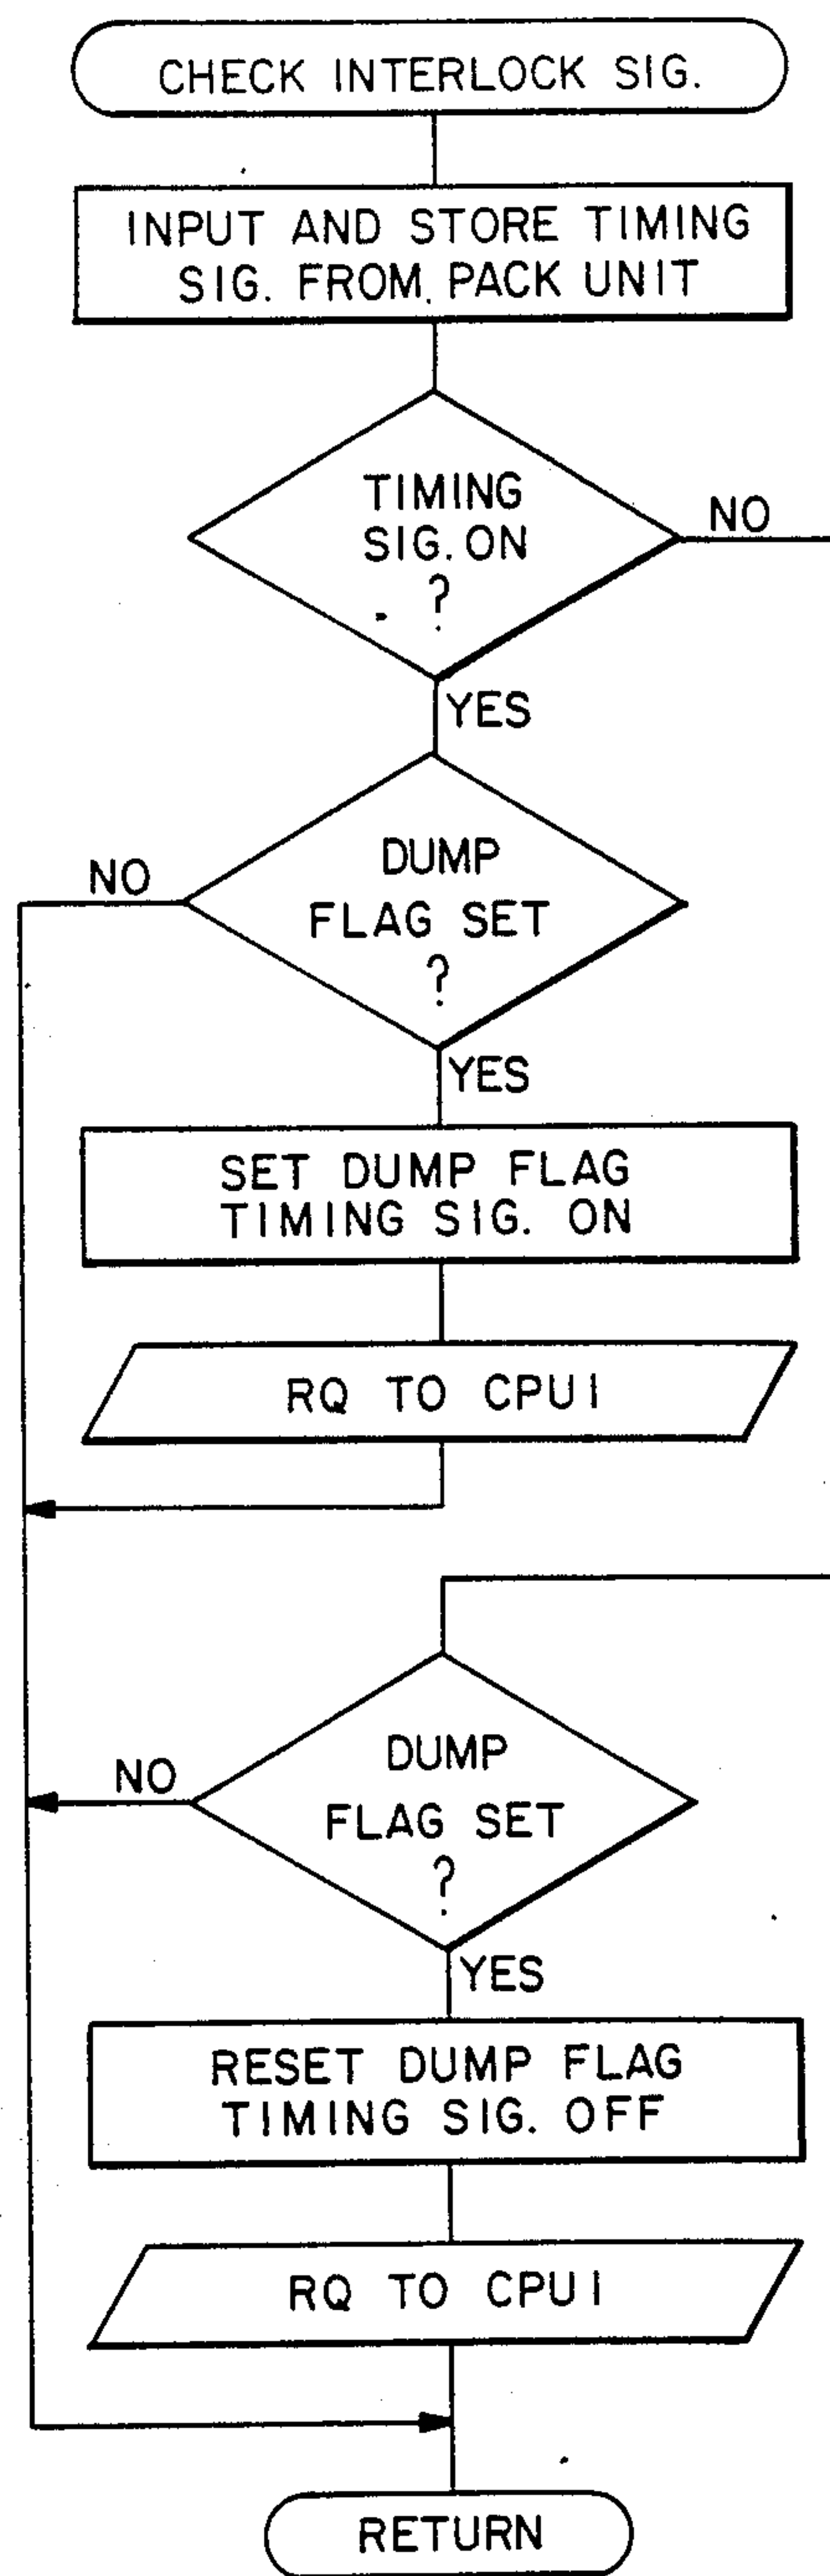 CHECK INTERLOCK SIG.
INPUT AND STORE TIMING
SIG. FROM. PACK UNIT
TIMING
SIG. ON
?
NO
YES
DUMP
FLAG SET
?
NO
YES
SET DUMP FLAG
TIMING SIG. ON
RQ TO CPU1
DUMP
FLAG SET
?
NO
YES
RESET DUMP FLAG
TIMING SIG. OFF
RQ TO CPU1
RETURN